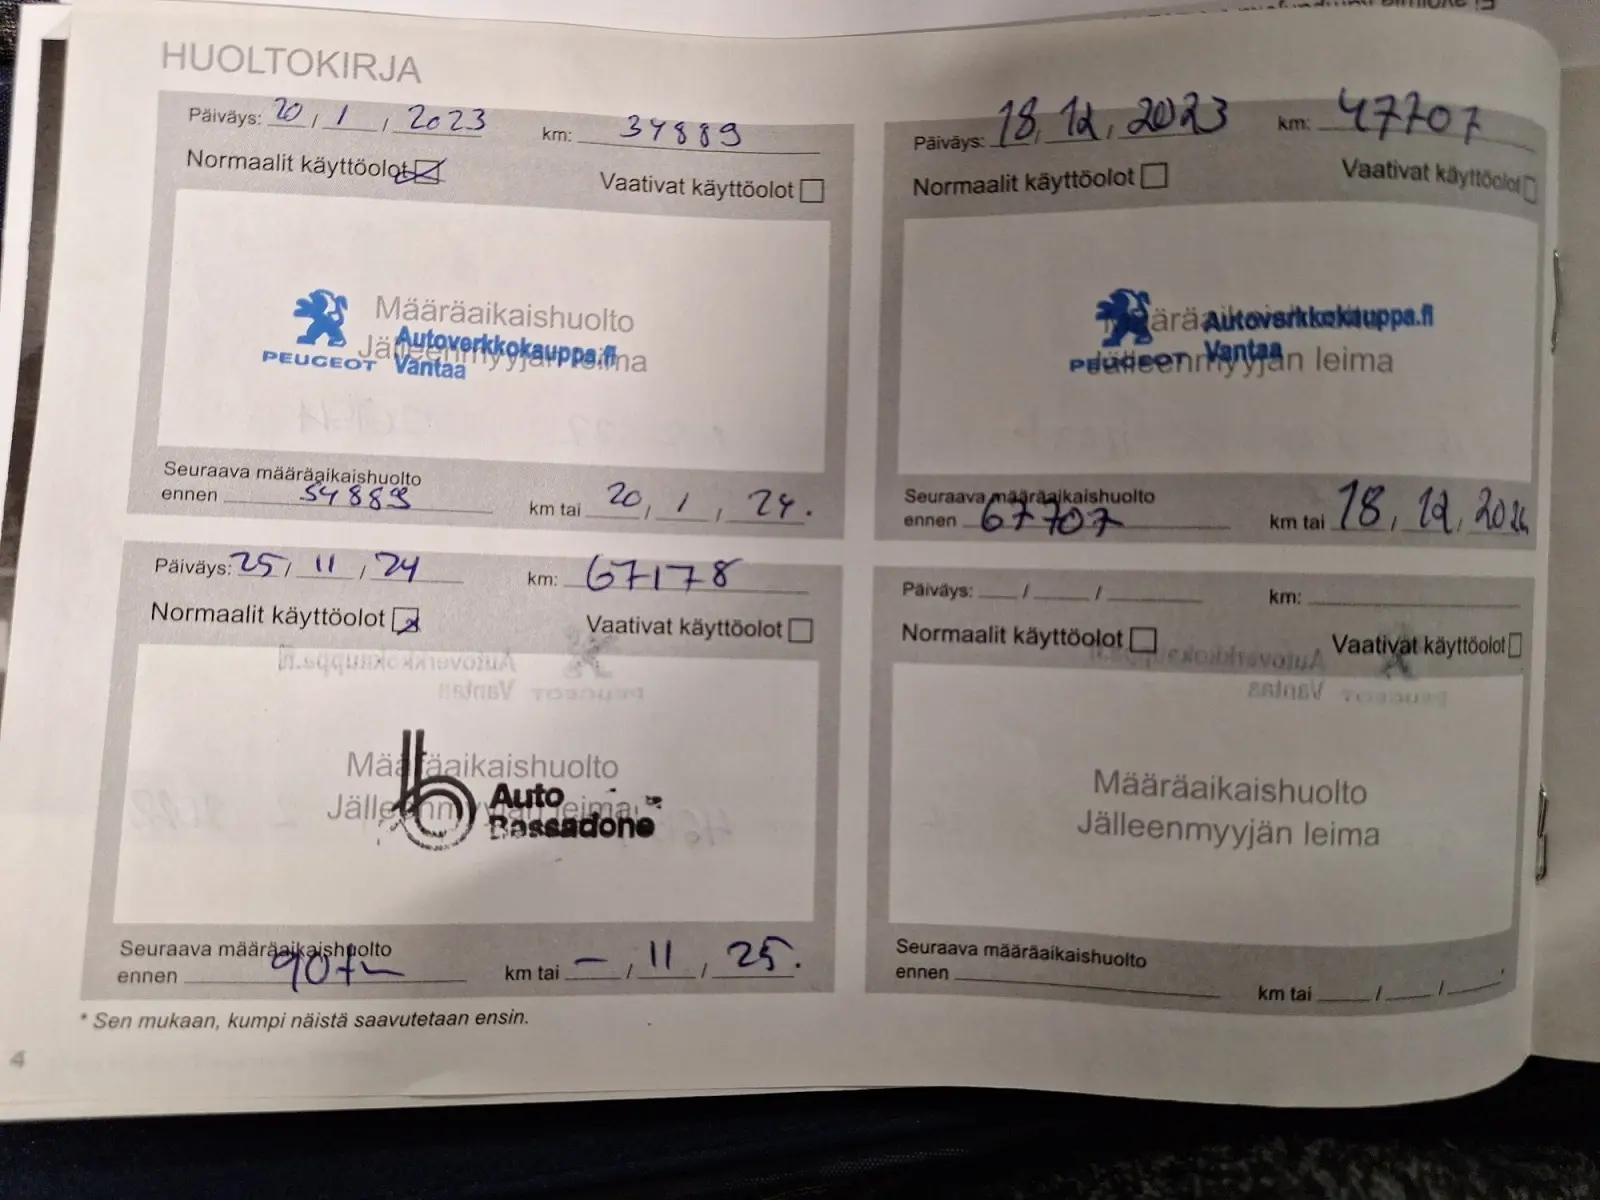 HUOLTOKIRJA
Päiväys: 20 / 1 / 2023 km: 34889
Normaalit käyttöolot Vaativat käyttöolot
Määräaikaishuolto
Jälleenmyyjän leima
PEUGEOT Autoverkkokauppa.fi
Vantaa
Seuraava määräaikaishuolto
ennen 54889 km tai 20 / 1 / 24.
Päiväys: 18. 12. 2023 km: 47707
Normaalit käyttöolot Vaativat käyttöolot
Määräaikaishuolto
Jälleenmyyjän leima
PEUGEOT Autoverkkokauppa.fi
Vantaa
Seuraava määräaikaishuolto
ennen 67707 km tai 18 / 12 / 2024
Päiväys: 25 / 11 / 24 km: 67178
Normaalit käyttöolot Vaativat käyttöolot
Määräaikaishuolto
Jälleenmyyjän leima
Auto
Bassadone
Seuraava määräaikaishuolto
ennen km tai – / 11 / 25.
Päiväys: / / km:
Normaalit käyttöolot Vaativat käyttöolot
Määräaikaishuolto
Jälleenmyyjän leima
Seuraava määräaikaishuolto
ennen km tai / /
* Sen mukaan, kumpi näistä saavutetaan ensin.
4